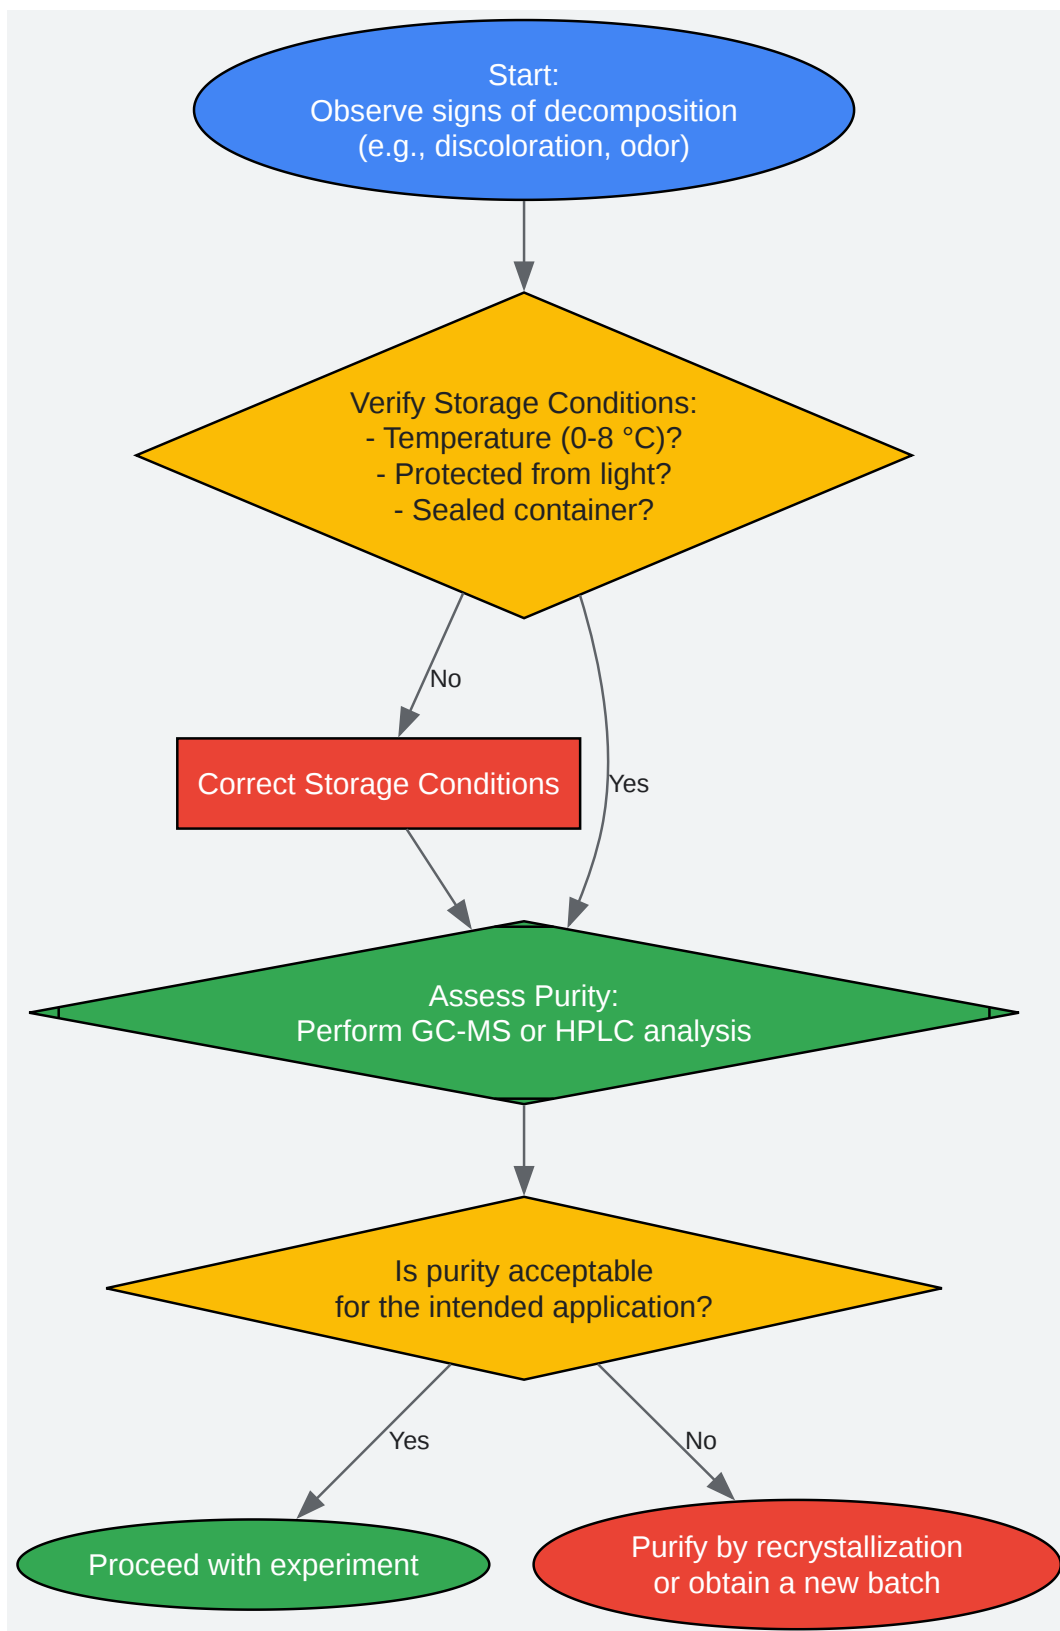 Start:
Observe signs of decomposition
(e.g., discoloration, odor)
Verify Storage Conditions:
- Temperature (0-8 °C)?
- Protected from light?
- Sealed container?
No
Correct Storage Conditions
Yes
Assess Purity:
Perform GC-MS or HPLC analysis
Is purity acceptable
for the intended application?
Yes
No
Proceed with experiment
Purify by recrystallization
or obtain a new batch